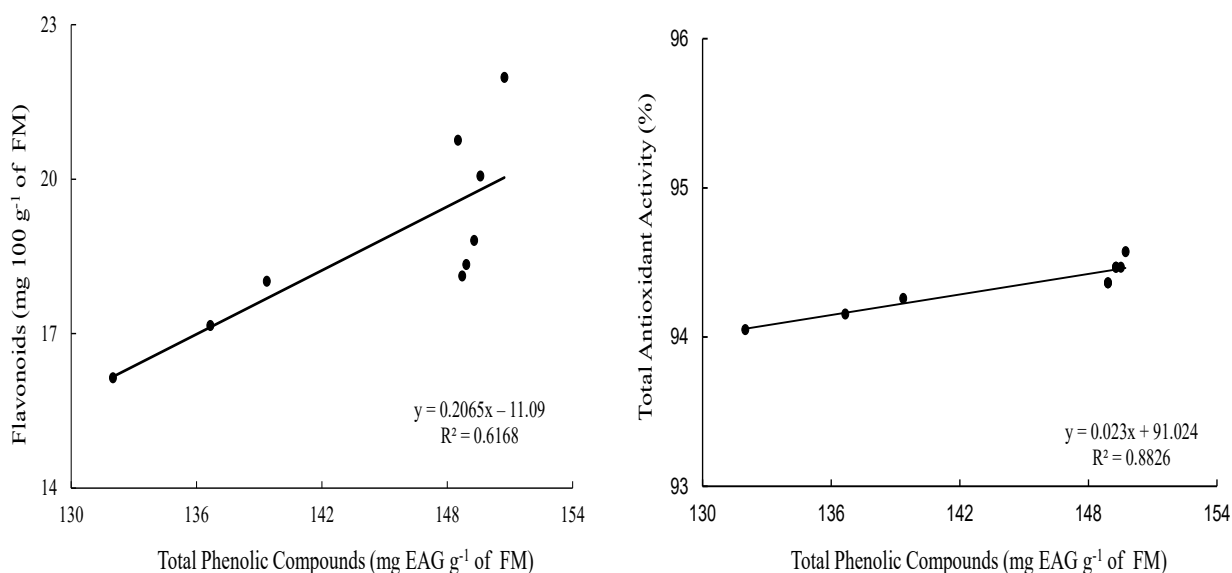 Flavonoids (mg 100 g⁻¹ of FM)
23
20
17
14
130
136
142
148
154
y = 0.2065x – 11.09
R² = 0.6168
Total Phenolic Compounds (mg EAG g⁻¹ of FM)
Total Antioxidant Activity (%)
96
95
94
93
130
136
142
148
154
y = 0.023x + 91.024
R² = 0.8826
Total Phenolic Compounds (mg EAG g⁻¹ of FM)